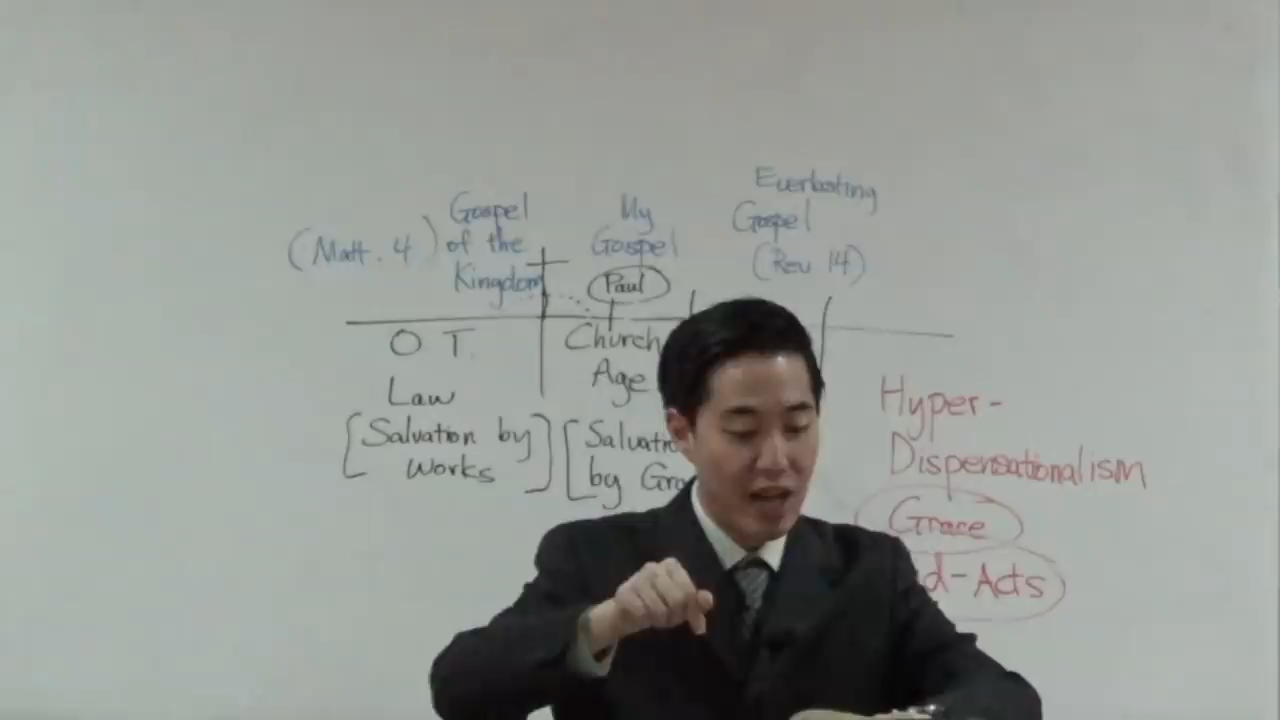 Everlasting
Gospel
(Rev 14)
My
Gospel
Paul
Gospel
(Matt. 4) of the
Kingdom
O T.
Law
[Salvation by
Works]
Church
Age
[
by
Hyper-
Dispensationalism
Grace
d-Acts